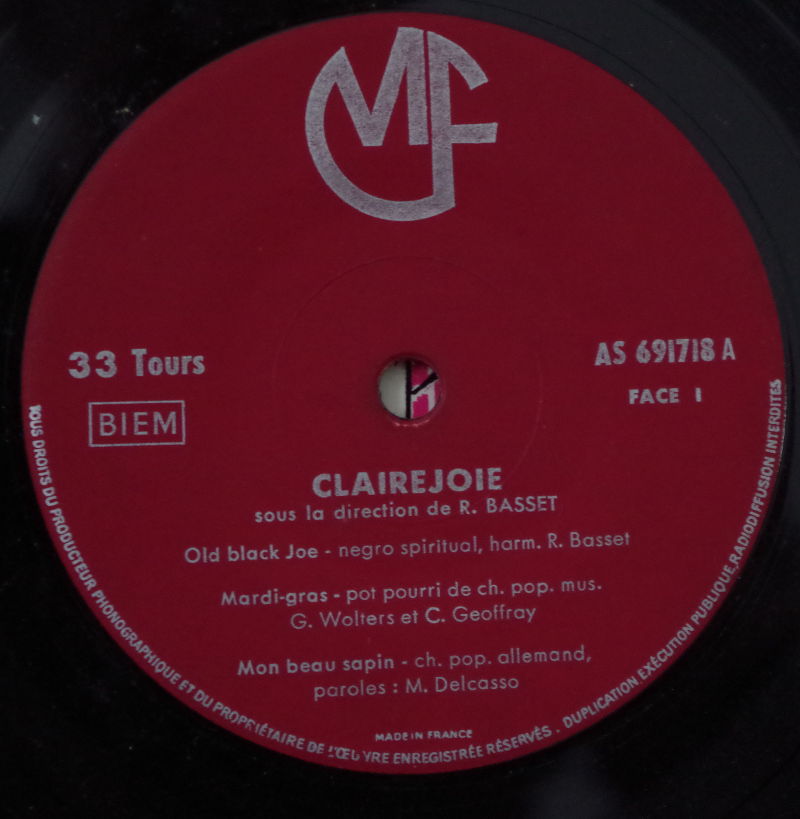 MF
33 Tours
BIEM
AS 691718 A
FACE 1
CLAIREJOIE
sous la direction de R. BASSET
Old black Joe - negro spiritual, harm. R. Basset
Mardi-gras - pot pourri de ch. pop. mus.
G. Wolters et C. Geoffray
Mon beau sapin - ch. pop. allemand,
paroles : M. Delcasso
MADE IN FRANCE
TOUS DROITS DU PRODUCTEUR PHONOGRAPHIQUE ET DU PROPRIÉTAIRE DE L'ŒUVRE ENREGISTRÉE RÉSERVÉS . DUPLICATION EXÉCUTION PUBLIQUE, RADIODIFFUSION INTERDITES